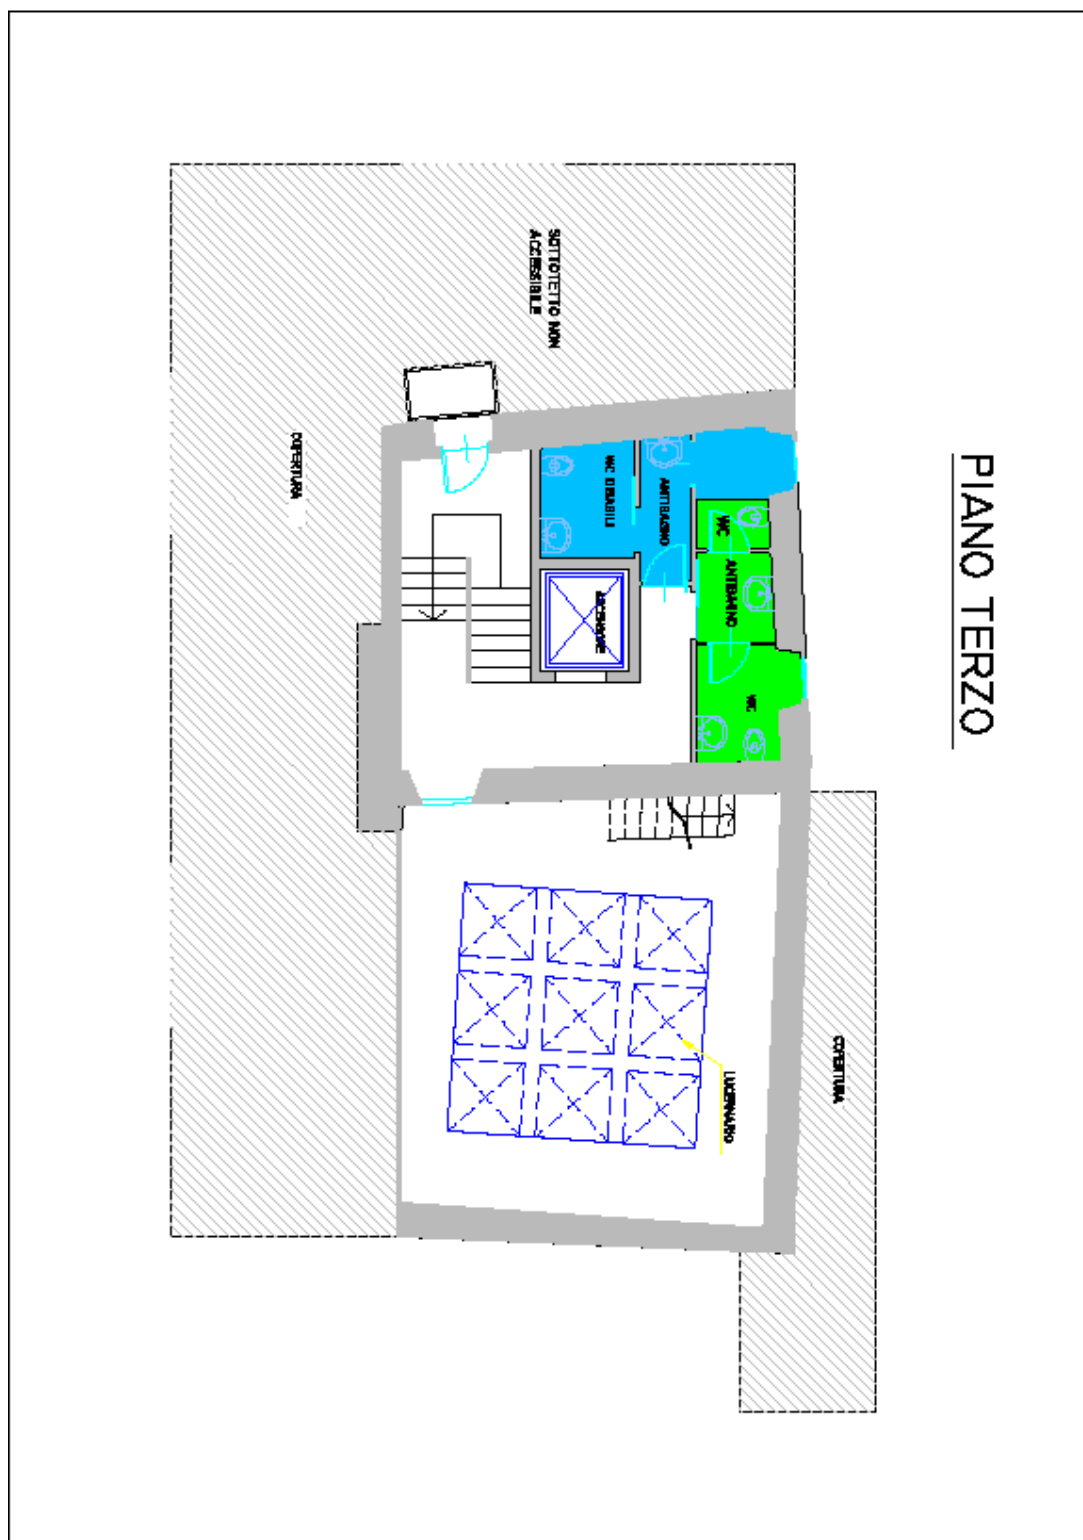 PIANO TERZO
SOTTOTETTO NON
ACCESSIBILE
COPERTURA
WC DISABILI
ANTIBAGNO
WC
ANTIBAGNO
ASCENSORE
WC
LUCERNARIO
COPERTURA